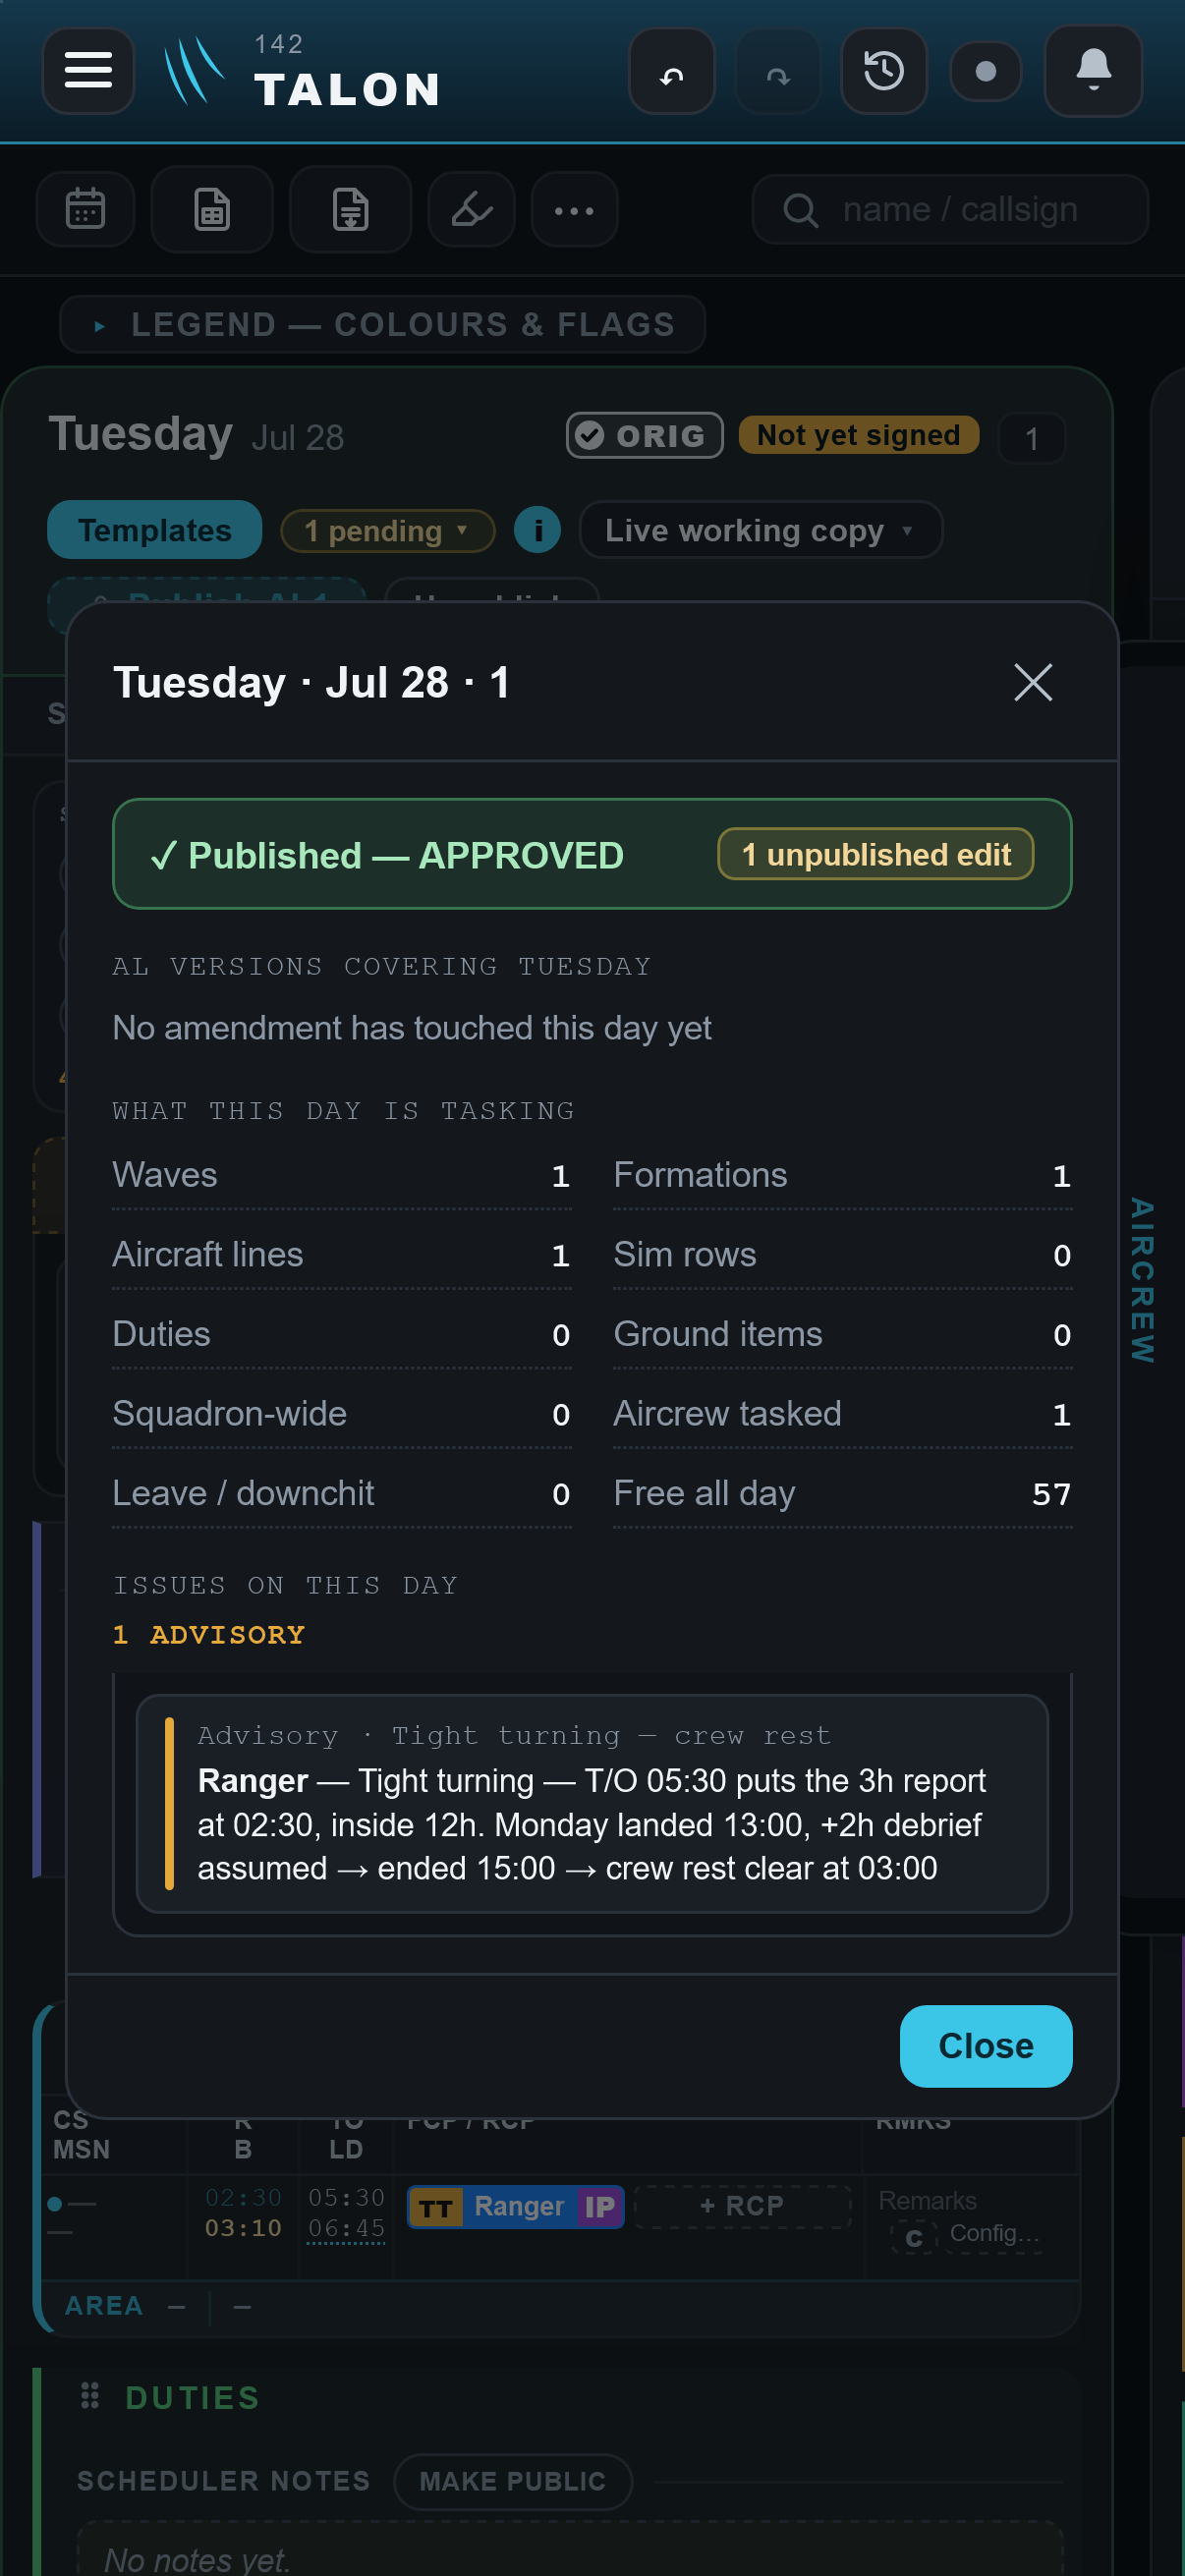 142
TALON
name / callsign
▸ LEGEND — COLOURS & FLAGS
Tuesday Jul 28
ORIG
Not yet signed
1
Templates
1 pending ▾
i
Live working copy ▾
Tuesday · Jul 28 · 1
✓ Published — APPROVED
1 unpublished edit
AL VERSIONS COVERING TUESDAY
No amendment has touched this day yet
WHAT THIS DAY IS TASKING
Waves 1
Formations 1
Aircraft lines 1
Sim rows 0
Duties 0
Ground items 0
Squadron-wide 0
Aircrew tasked 1
Leave / downchit 0
Free all day 57
ISSUES ON THIS DAY
1 ADVISORY
Advisory · Tight turning — crew rest
Ranger — Tight turning — T/O 05:30 puts the 3h report
at 02:30, inside 12h. Monday landed 13:00, +2h debrief
assumed → ended 15:00 → crew rest clear at 03:00
Close
AIRCREW
CS R TO FCP / RCP RMKS
MSN B LD
— 02:30 05:30 TT Ranger IP + RCP Remarks
— 03:10 06:45 C Config…
AREA — —
DUTIES
SCHEDULER NOTES MAKE PUBLIC
No notes yet.